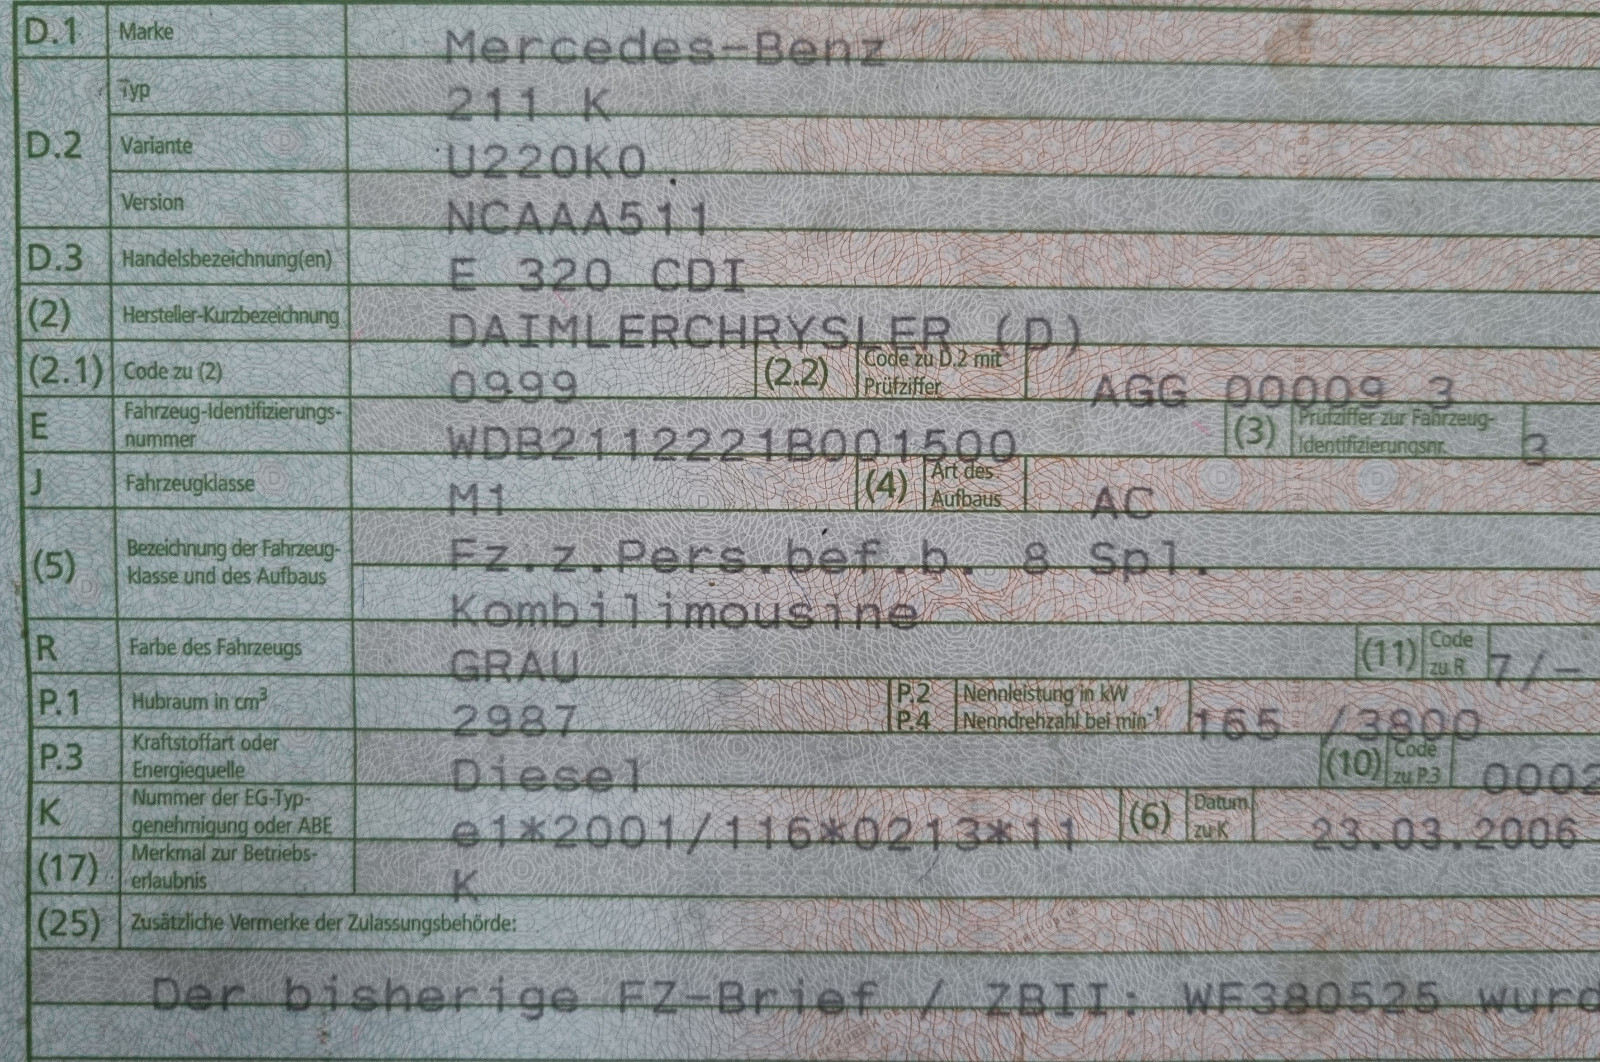 D.1 Marke Mercedes-Benz
Typ 211 K
D.2 Variante U220K0
Version NCAAA511
D.3 Handelsbezeichnung(en) E 320 CDI
(2) Hersteller-Kurzbezeichnung DAIMLERCHRYSLER (D)
(2.1) Code zu (2) 0999 (2.2) Code zu D.2 mit Prüfziffer AGG 00009 3
E Fahrzeug-Identifizierungs-
nummer WDB2112221B001500 (3) Prüfziffer zur Fahrzeug-
Identifizierungsnr. 3
J Fahrzeugklasse M1 (4) Art des Aufbaus AC
(5) Bezeichnung der Fahrzeug-
klasse und des Aufbaus
Fz.z.Pers.bef.b. 8 Spl.
Kombilimousine
R Farbe des Fahrzeugs GRAU (11) Code zu R 7/-
P.1 Hubraum in cm³ 2987 P.2 Nennleistung in kW
P.4 Nenndrehzahl bei min⁻¹ 165 /3800
P.3 Kraftstoffart oder
Energiequelle Diesel (10) Code zu P.3 0002
K Nummer der EG-Typ-
genehmigung oder ABE e1*2001/116*0213*11 (6) Datum zu K 23.03.2006
(17) Merkmal zur Betriebs-
erlaubnis K
(25) Zusätzliche Vermerke der Zulassungsbehörde:
Der bisherige FZ-Brief / ZBII: WF380525 wurd